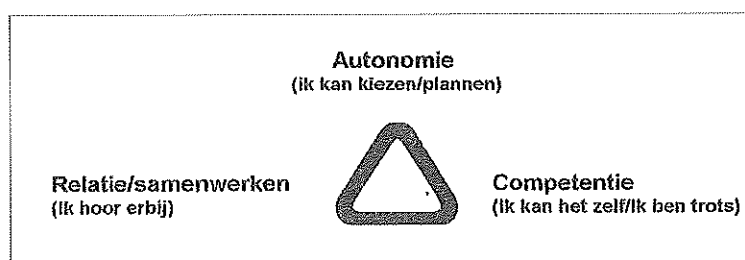 Autonomie
(ik kan kiezen/plannen)
Relatie/samenwerken
(ik hoor erbij)
Competentie
(ik kan het zelf/ik ben trots)